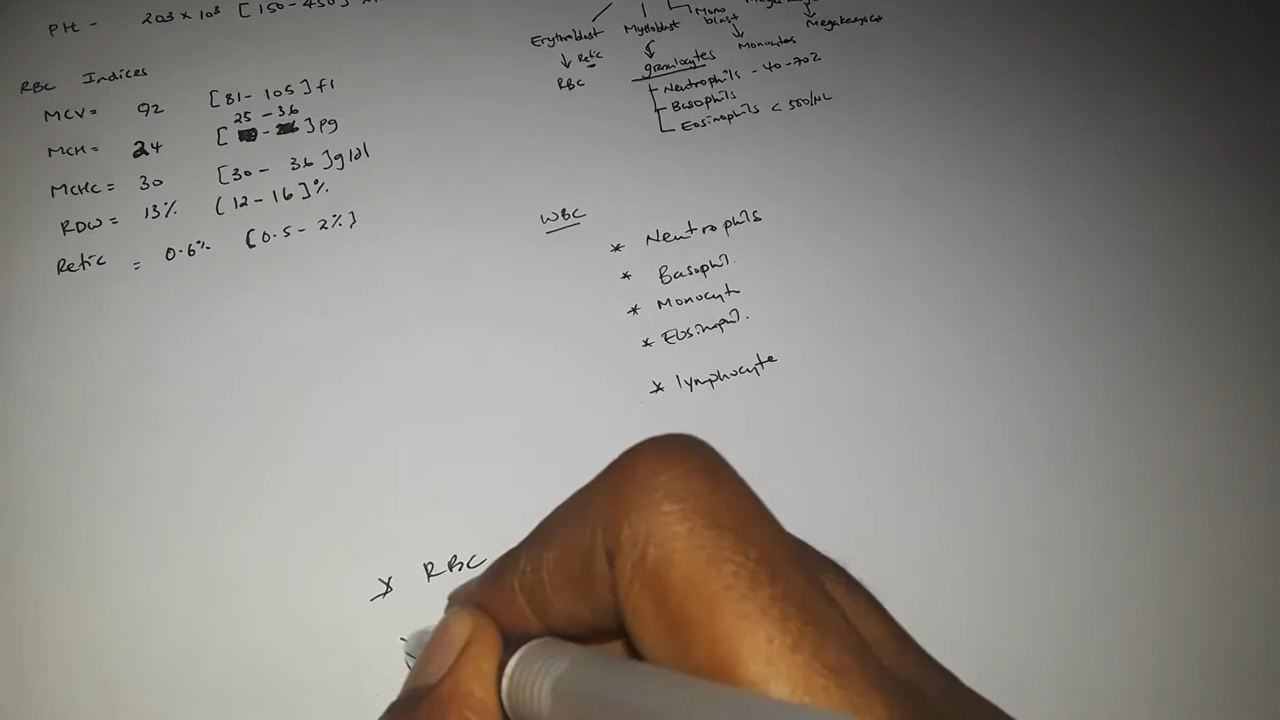 Plt - 203 x 10³ [150 - 450]
RBC Indices
MCV = 92 [81 - 105] fl
25 - 36
MCH = 24 [ - ] pg
MCHC = 30 [30 - 36] g/dl
RDW = 13% (12 - 16]%
Retic = 0.6% [0.5 - 2%]
Mono
blast
Erythroblast Myeloblast
Megakaryocyt
Retic
Monocytes
RBC
granulocytes
Neutrophils - 40-70%
Basophils
Eosinophils < 500/µL
WBC
* Neutrophils
* Basophil.
* Monocyt
* Eosinophil.
* lymphocyte
RBC